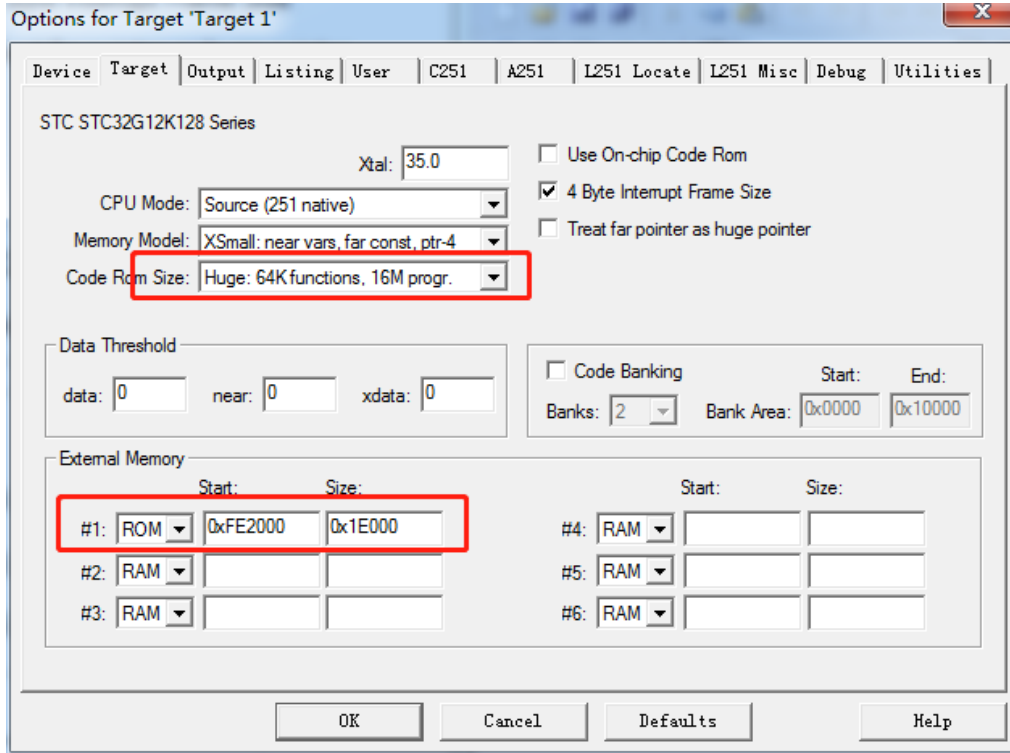 Options for Target 'Target 1'
Device Target Output Listing User C251 A251 L251 Locate L251 Misc Debug Utilities
STC STC32G12K128 Series
Xtal: 35.0
Use On-chip Code Rom
CPU Mode: Source (251 native)
4 Byte Interrupt Frame Size
Memory Model: XSmall: near vars, far const, ptr-4
Treat far pointer as huge pointer
Code Rom Size: Huge: 64K functions, 16M progr.
Data Threshold
data: 0 near: 0 xdata: 0
Code Banking Start: End:
Banks: 2 Bank Area: 0x0000 0x10000
External Memory
Start: Size: Start: Size:
#1: ROM 0xFE2000 0x1E000 #4: RAM
#2: RAM #5: RAM
#3: RAM #6: RAM
OK Cancel Defaults Help